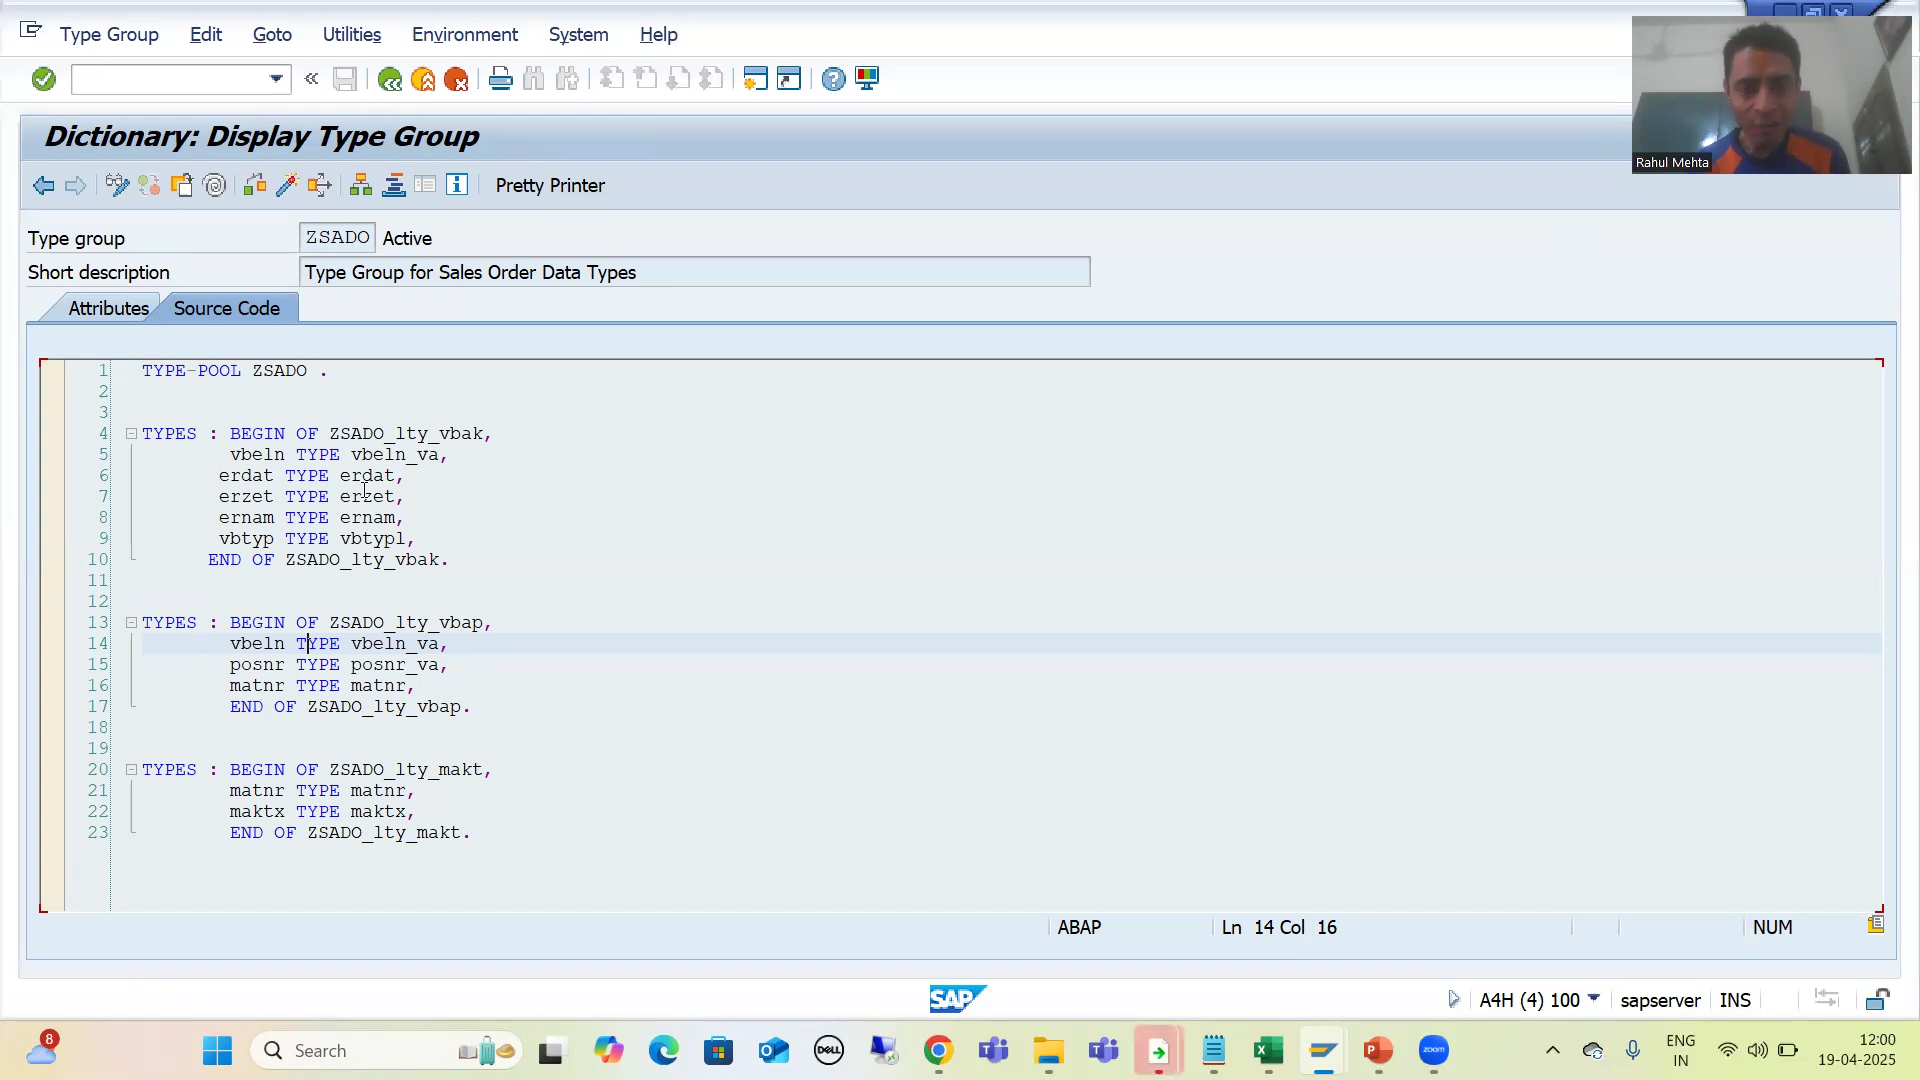 Type Group Edit Goto Utilities Environment System Help
Rahul Mehta
Dictionary: Display Type Group
Pretty Printer
Type group ZSADO Active
Short description Type Group for Sales Order Data Types
Attributes Source Code
1 TYPE-POOL ZSADO .
2
3
4 TYPES : BEGIN OF ZSADO_lty_vbak,
5 vbeln TYPE vbeln_va,
6 erdat TYPE erdat,
7 erzet TYPE erzet,
8 ernam TYPE ernam,
9 vbtyp TYPE vbtypl,
10 END OF ZSADO_lty_vbak.
11
12
13 TYPES : BEGIN OF ZSADO_lty_vbap,
14 vbeln TYPE vbeln_va,
15 posnr TYPE posnr_va,
16 matnr TYPE matnr,
17 END OF ZSADO_lty_vbap.
18
19
20 TYPES : BEGIN OF ZSADO_lty_makt,
21 matnr TYPE matnr,
22 maktx TYPE maktx,
23 END OF ZSADO_lty_makt.
ABAP Ln 14 Col 16 NUM
SAP A4H (4) 100 sapserver INS
8 Search DELL zoom ENG 12:00
IN 19-04-2025